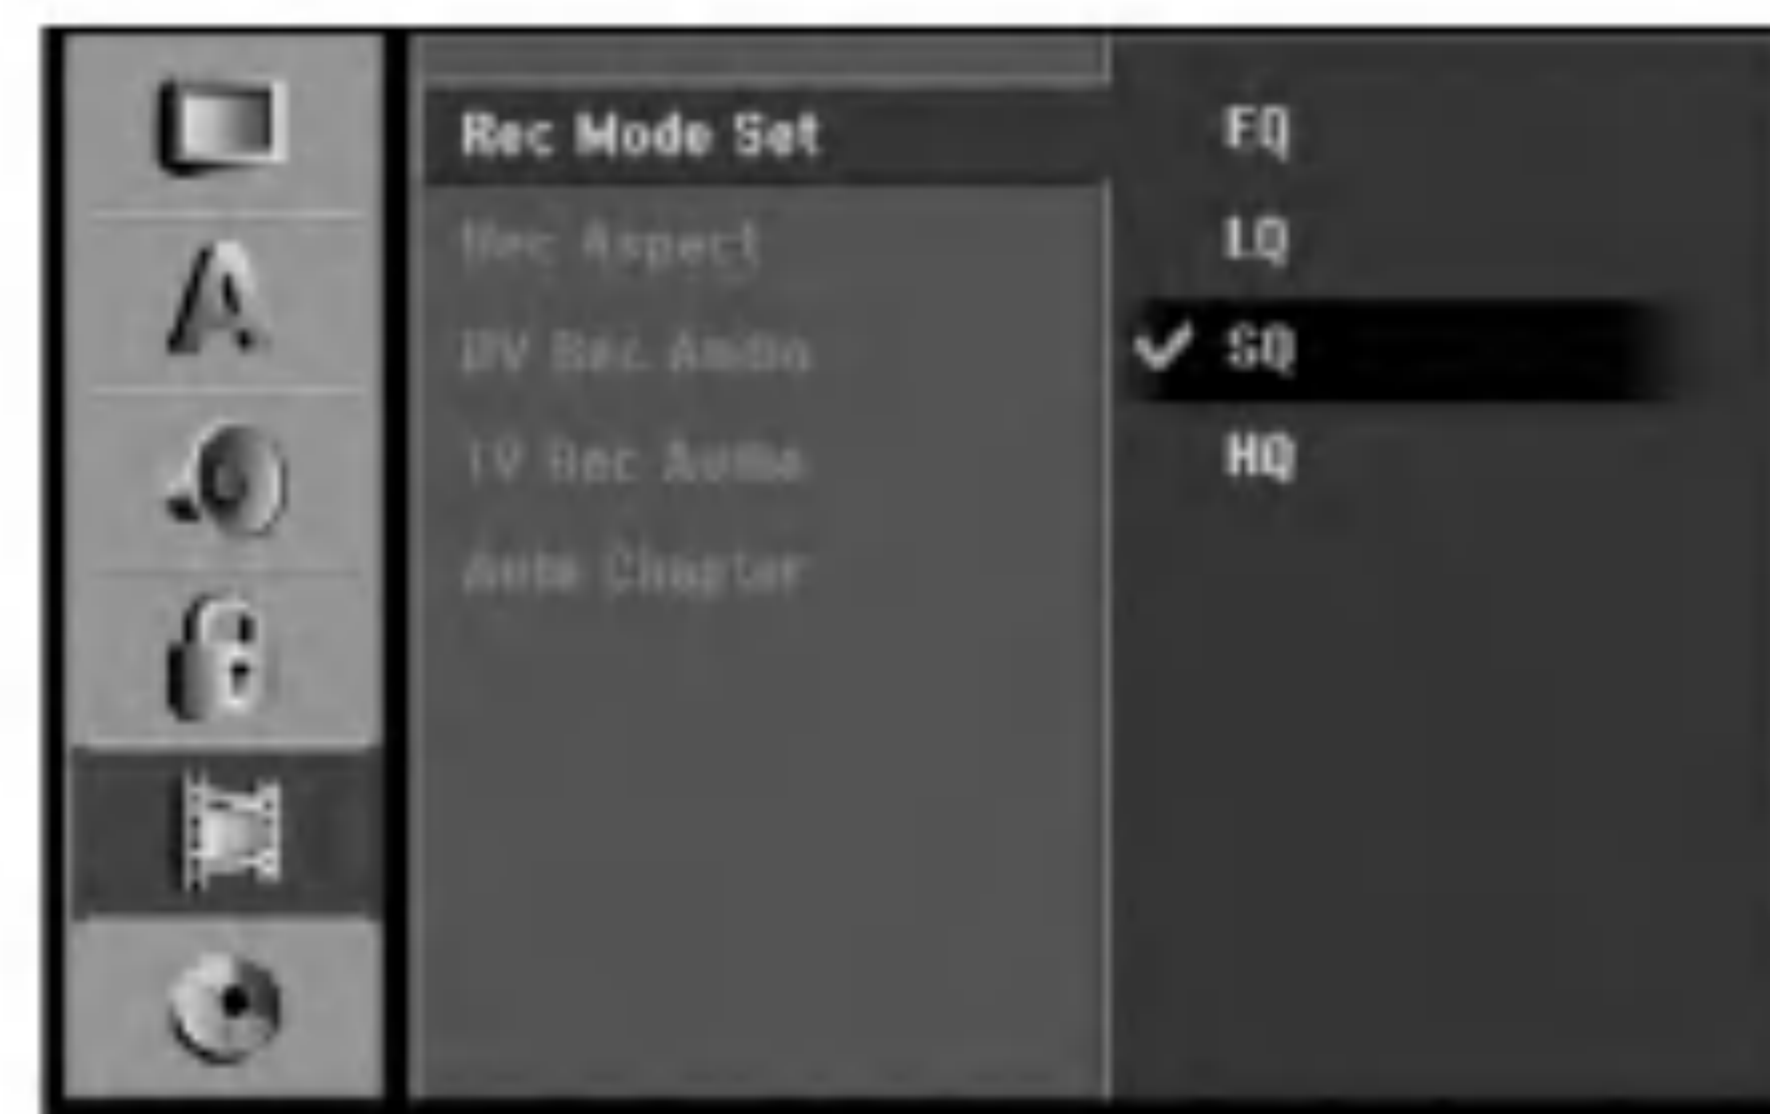 Rec Mode Set
Rec Aspect
DV Rec Audio
TV Rec Audio
Auto Chapter
EQ
LQ
SQ
HQ